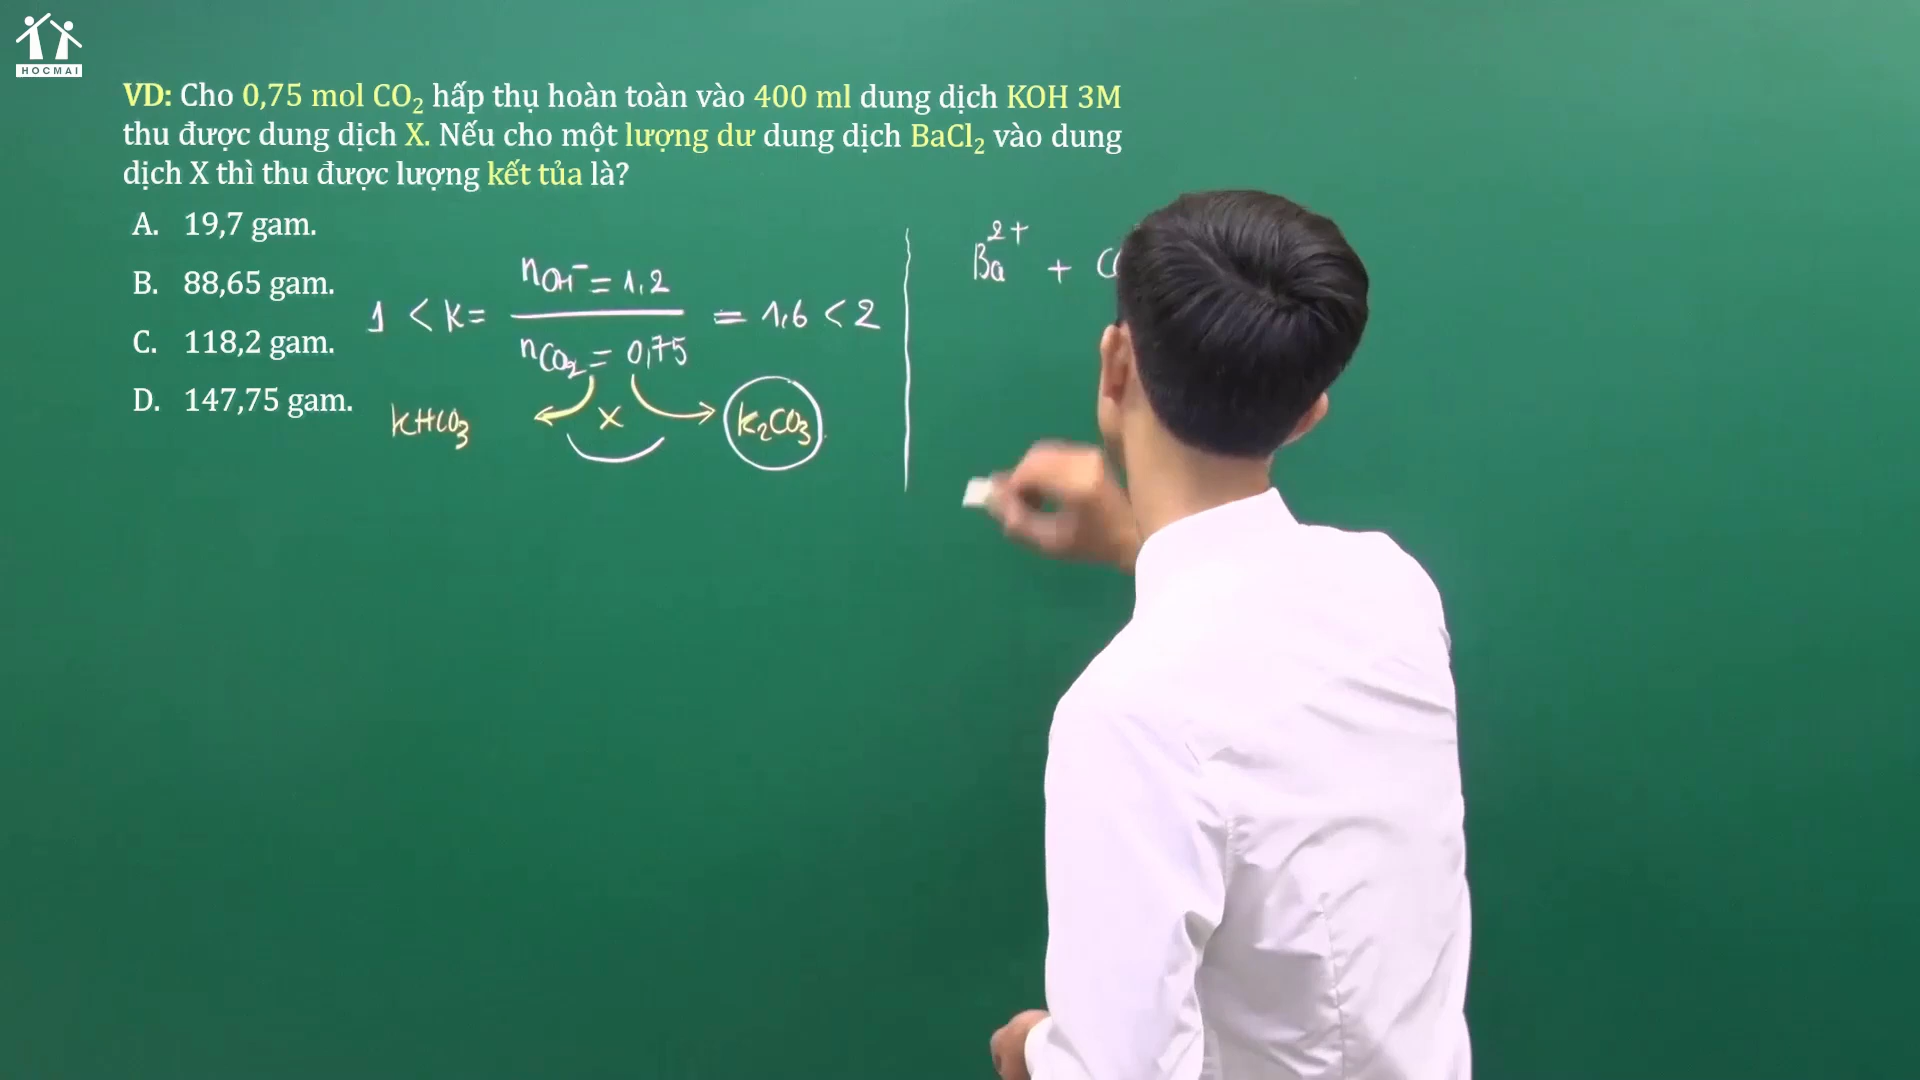 HOCMAI
VD: Cho 0,75 mol CO₂ hấp thụ hoàn toàn vào 400 ml dung dịch KOH 3M
thu được dung dịch X. Nếu cho một lượng dư dung dịch BaCl₂ vào dung
dịch X thì thu được lượng kết tủa là?
A. 19,7 gam.
B. 88,65 gam.
C. 118,2 gam.
D. 147,75 gam.
1 < k = nOH⁻ = 1,2 / nCO₂ = 0,75 = 1,6 < 2
KHCO₃ X K₂CO₃
Ba²⁺ + C